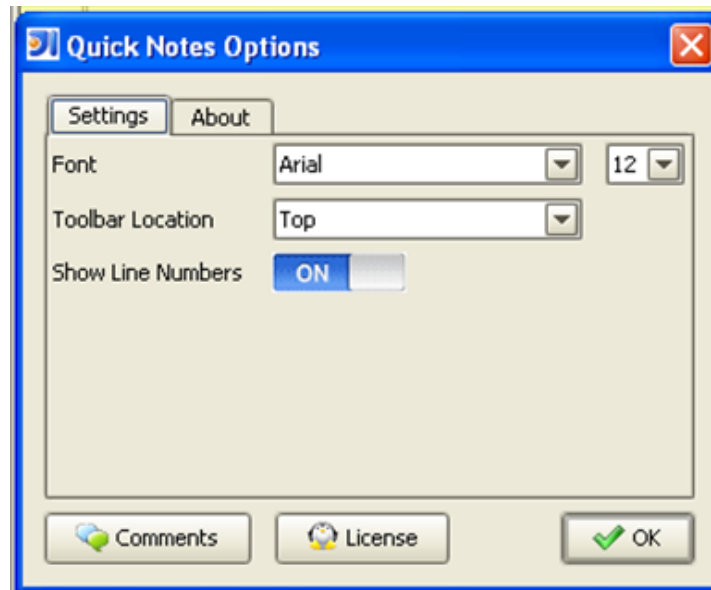 Quick Notes Options
Settings About
Font Arial 12
Toolbar Location Top
Show Line Numbers ON
Comments License OK